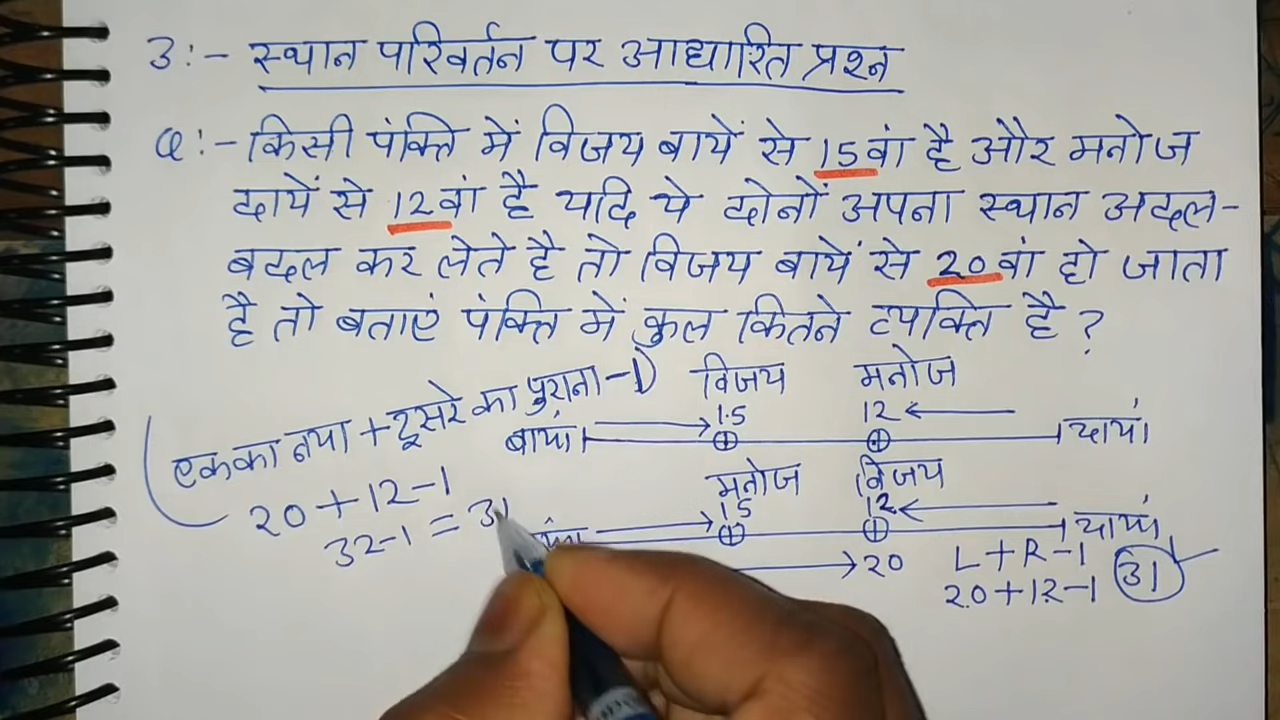 3:- स्थान परिवर्तन पर आधारित प्रश्न
Q:- किसी पंक्ति में विजय बायें से 15वां है और मनोज
दायें से 12वां है यदि ये दोनों अपना स्थान अदल-
बदल कर लेते है तो विजय बायें से 20वां हो जाता
है तो बताएं पंक्ति में कुल कितने व्यक्ति है ?
एक का नया + दूसरे का पुराना - 1
20 + 12 - 1
32 - 1 = 31
विजय मनोज
15 12
बायां दायां
मनोज विजय
15 12
दायां
20
L + R - 1
20 + 12 - 1 31